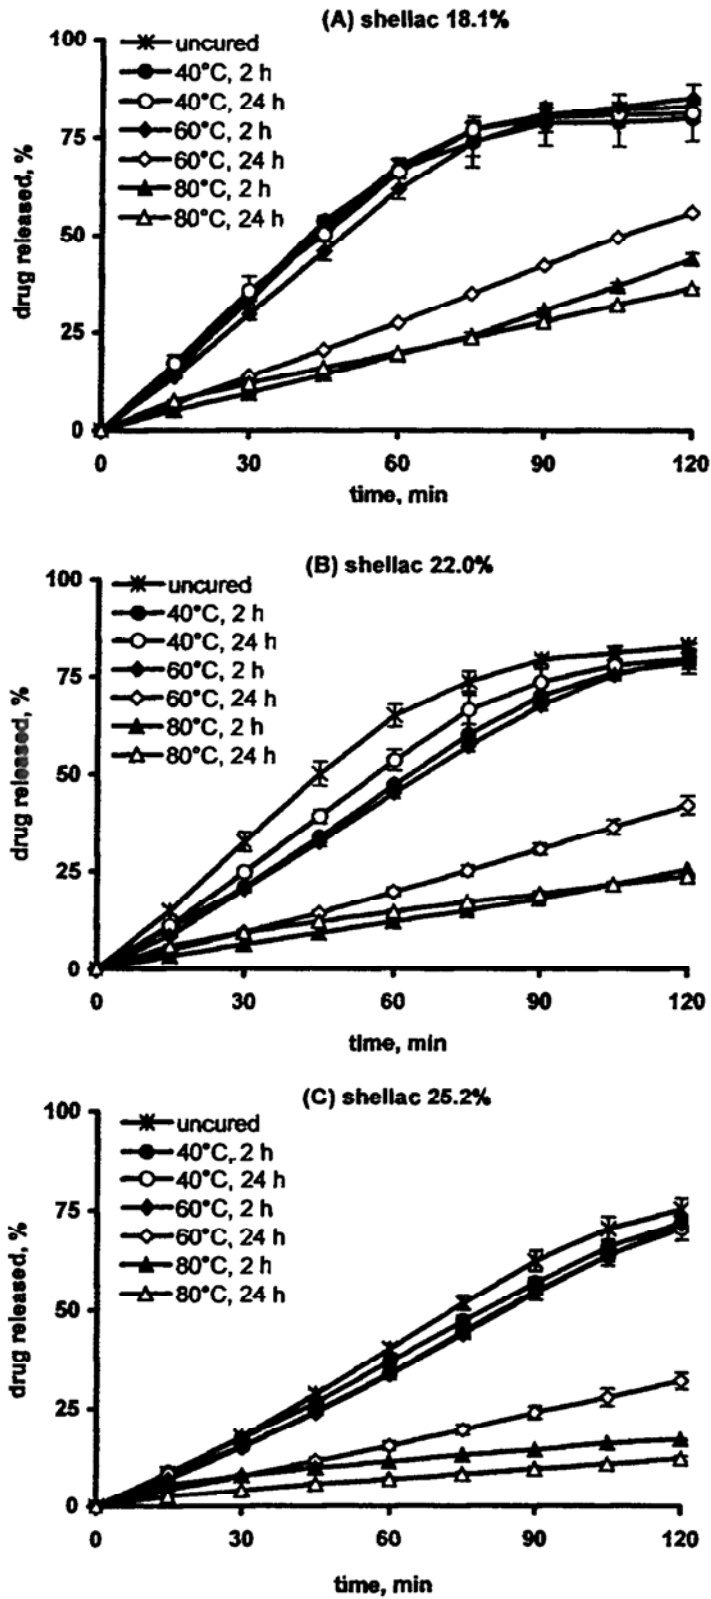 (A) shellac 18.1%
100
uncured
40°C, 2 h
40°C, 24 h
60°C, 2 h
60°C, 24 h
80°C, 2 h
80°C, 24 h
75
50
25
0
drug released, %
0 30 60 90 120
time, min
(B) shellac 22.0%
100
uncured
40°C, 2 h
40°C, 24 h
60°C, 2 h
60°C, 24 h
80°C, 2 h
80°C, 24 h
75
50
25
0
drug released, %
0 30 60 90 120
time, min
(C) shellac 25.2%
100
uncured
40°C, 2 h
40°C, 24 h
60°C, 2 h
60°C, 24 h
80°C, 2 h
80°C, 24 h
75
50
25
0
drug released, %
0 30 60 90 120
time, min